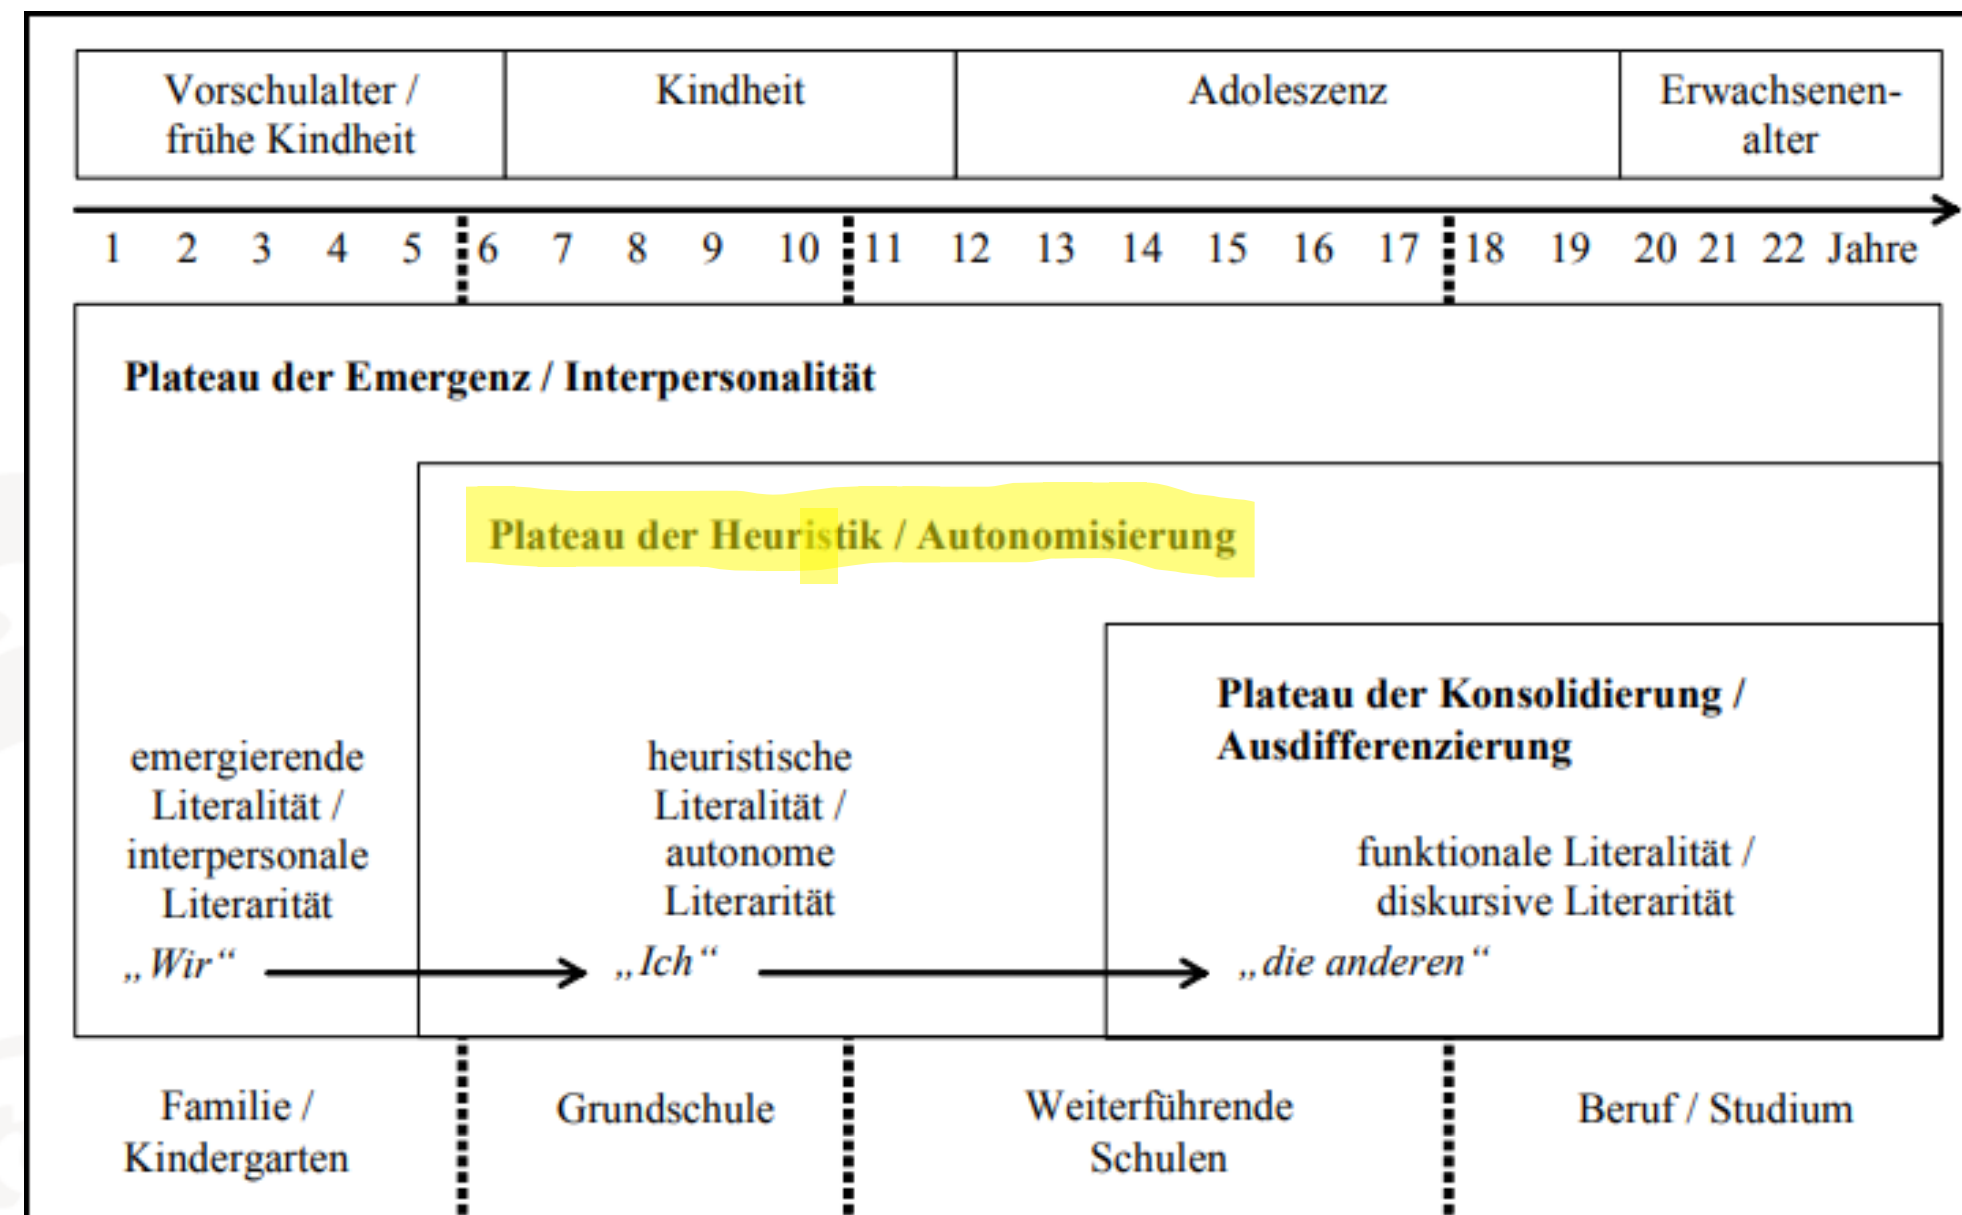 Vorschulalter /
frühe Kindheit
Kindheit
Adoleszenz
Erwachsenen-
alter
1 2 3 4 5 6 7 8 9 10 11 12 13 14 15 16 17 18 19 20 21 22 Jahre
Plateau der Emergenz / Interpersonalität
Plateau der Heuristik / Autonomisierung
Plateau der Konsolidierung /
Ausdifferenzierung
emergierende
Literalität /
interpersonale
Literarität
„Wir“
heuristische
Literalität /
autonome
Literarität
„Ich“
funktionale Literalität /
diskursive Literarität
„die anderen“
Familie /
Kindergarten
Grundschule
Weiterführende
Schulen
Beruf / Studium